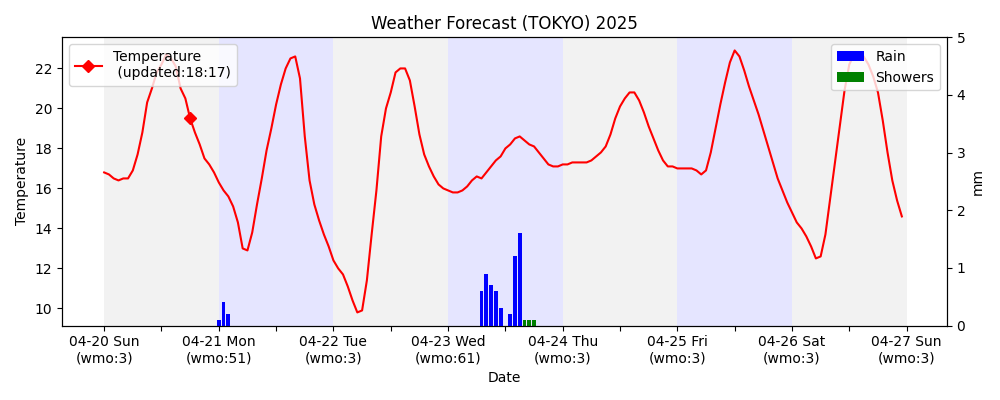 Weather Forecast (TOKYO) 2025
Temperature
(updated:18:17)
Rain
Showers
Temperature
22
20
18
16
14
12
10
5
4
3
2
1
0
mm
04-20 Sun
(wmo:3)
04-21 Mon
(wmo:51)
04-22 Tue
(wmo:3)
04-23 Wed
(wmo:61)
04-24 Thu
(wmo:3)
04-25 Fri
(wmo:3)
04-26 Sat
(wmo:3)
04-27 Sun
(wmo:3)
Date